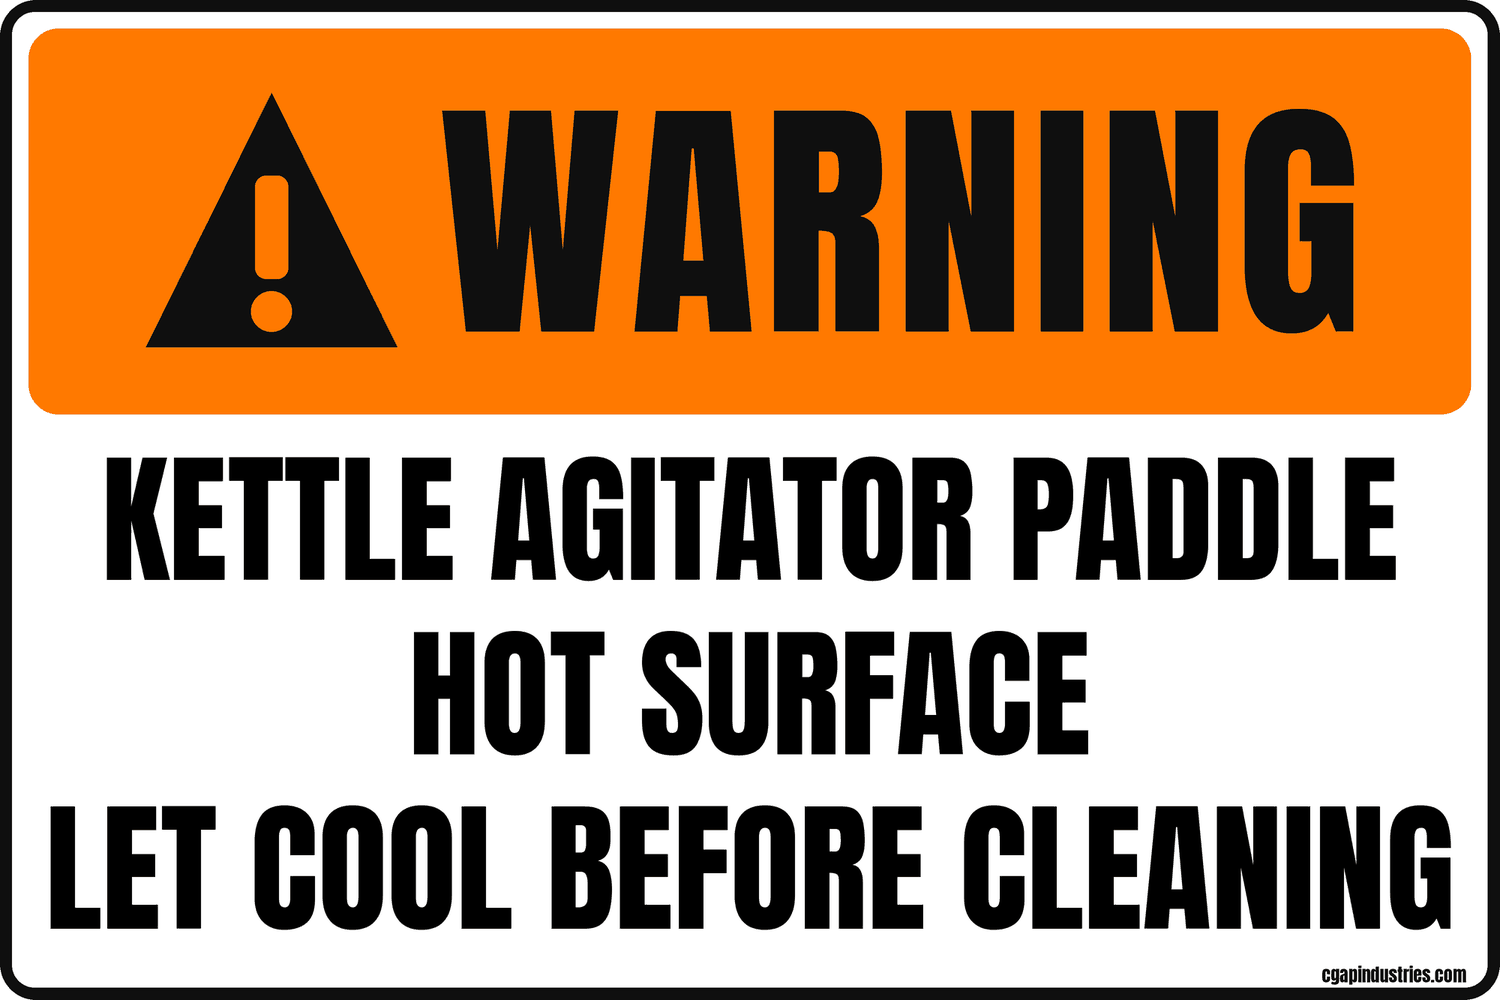 WARNING
KETTLE AGITATOR PADDLE
HOT SURFACE
LET COOL BEFORE CLEANING
cgapindustries.com